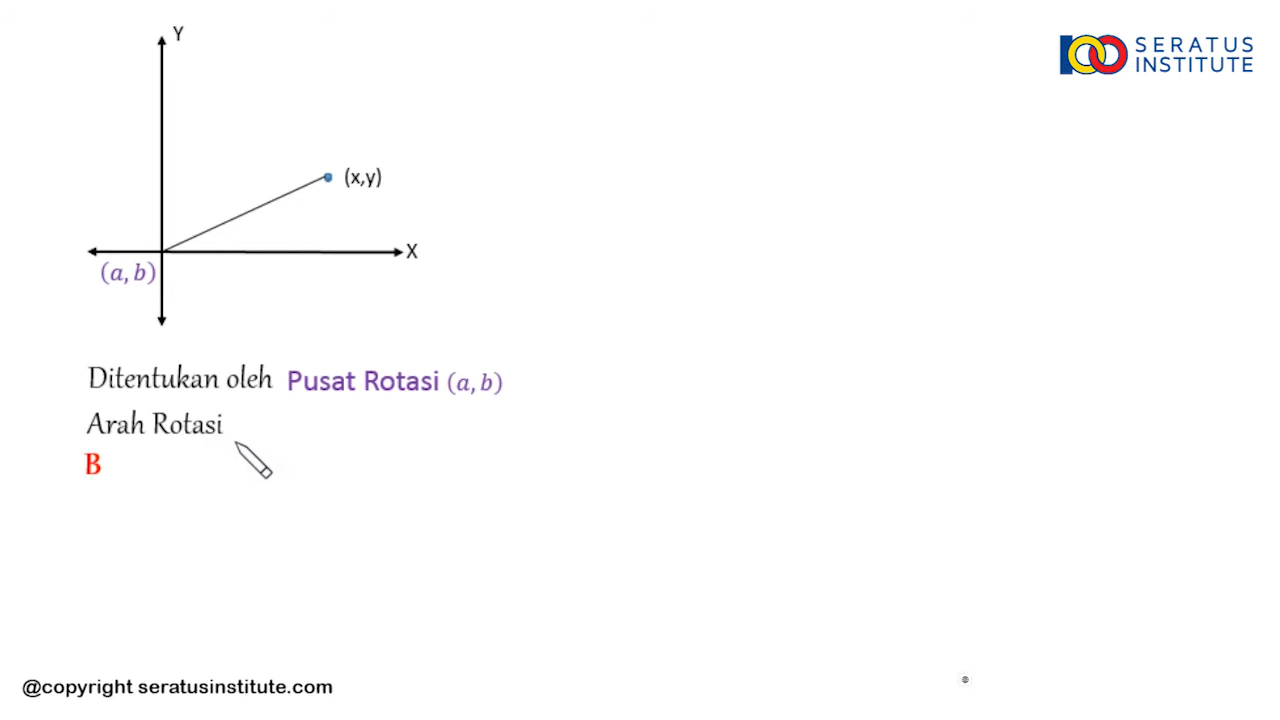 Y
SERATUS
INSTITUTE
(x,y)
X
(a, b)
Ditentukan oleh Pusat Rotasi (a, b)
Arah Rotasi
B
@copyright seratusinstitute.com